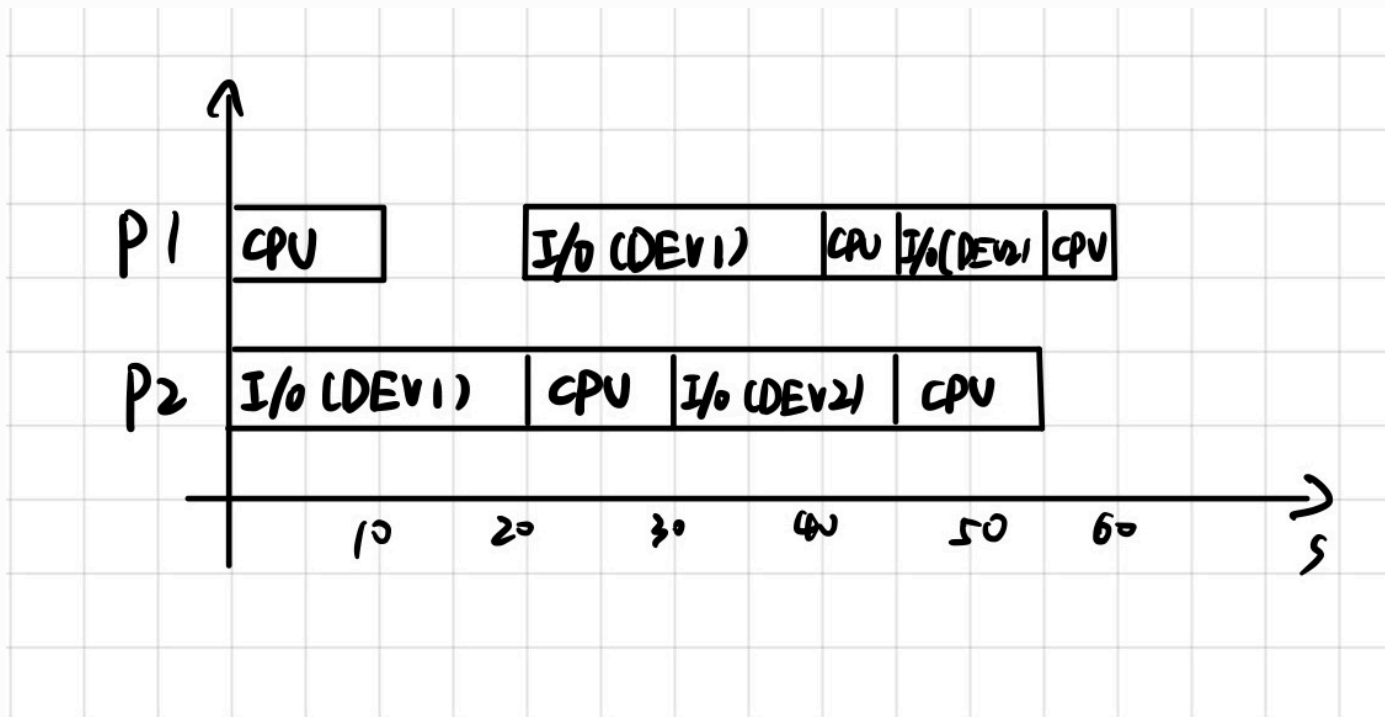 P1 CPU I/O (DEV1) CPU I/O(DEV2) CPU
P2 I/O (DEV1) CPU I/O (DEV2) CPU
10 20 30 40 50 60
S